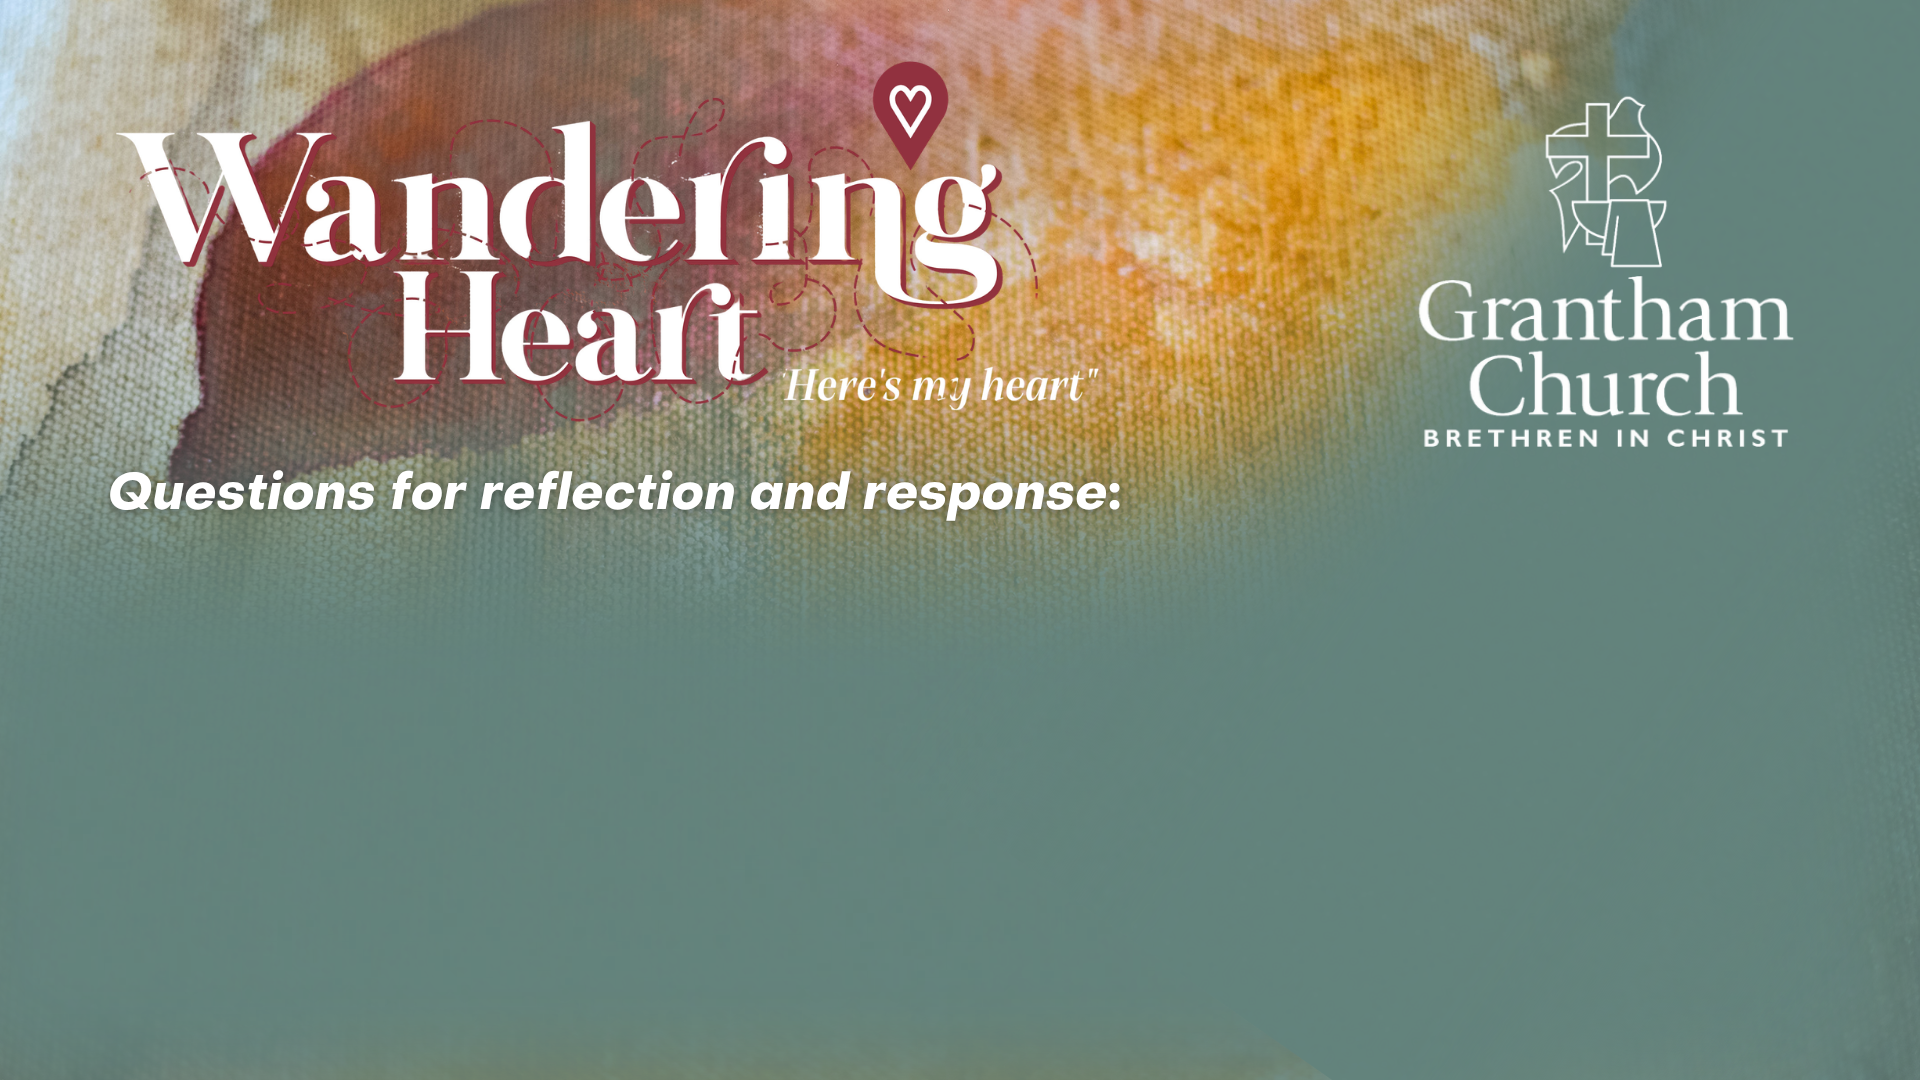 Wandering
Heart
"Here's my heart"
Grantham
Church
BRETHREN IN CHRIST
Questions for reflection and response: